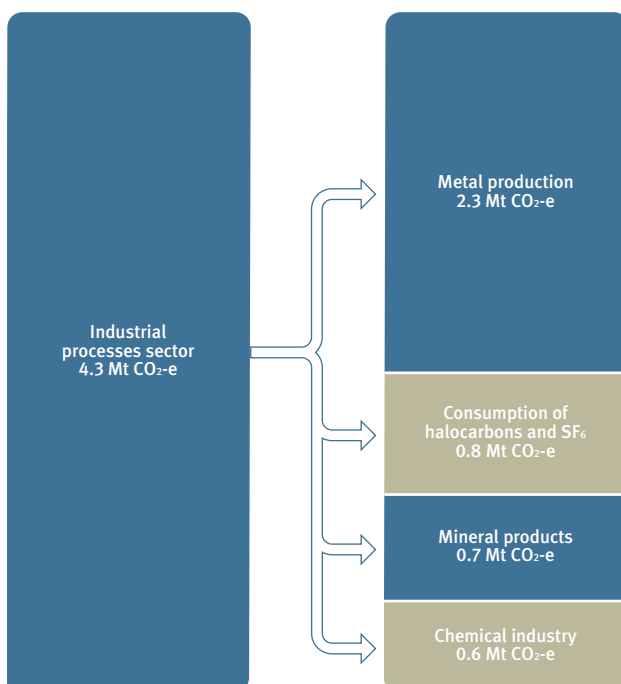 Industrial
processes sector
4.3 Mt CO₂-e
Metal production
2.3 Mt CO₂-e
Consumption of
halocarbons and SF₆
0.8 Mt CO₂-e
Mineral products
0.7 Mt CO₂-e
Chemical industry
0.6 Mt CO₂-e